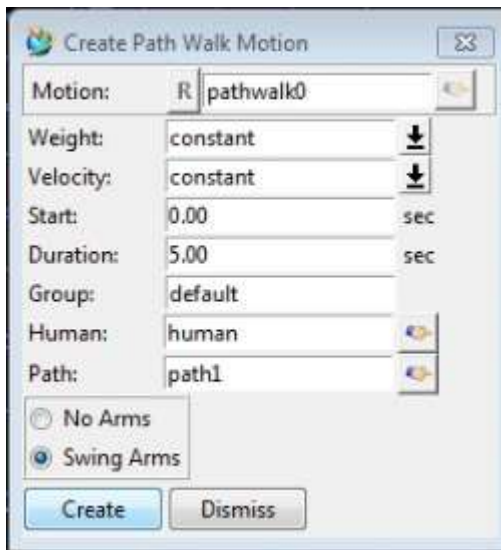 Create Path Walk Motion
Motion: R pathwalk0
Weight: constant
Velocity: constant
Start: 0.00 sec
Duration: 5.00 sec
Group: default
Human: human
Path: path1
No Arms
Swing Arms
Create Dismiss